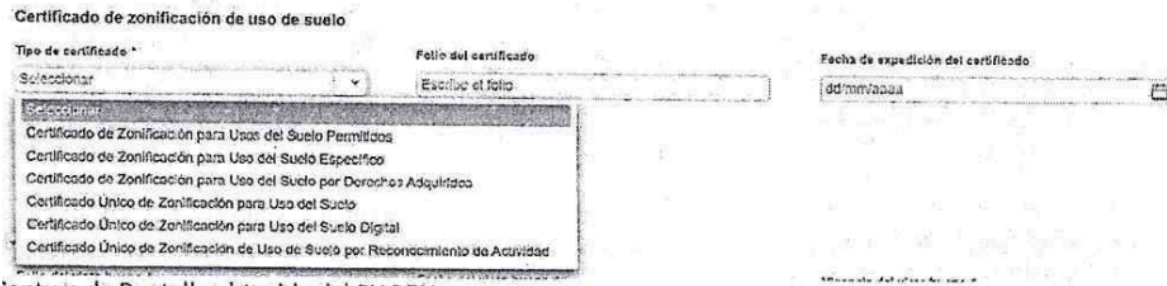 Certificado de zonificación de uso de suelo
Tipo de certificado *
Folio del certificado
Fecha de expedición del certificado
Seleccionar
Escribe el folio
dd/mm/aaaa
Seleccionar
Certificado de Zonificación para Usos del Suelo Permitidos
Certificado de Zonificación para Uso del Suelo Específico
Certificado de Zonificación para Uso del Suelo por Derechos Adquiridos
Certificado Único de Zonificación para Uso del Suelo
Certificado Único de Zonificación para Uso del Suelo Digital
Certificado Único de Zonificación de Uso de Suelo por Reconocimiento de Actividad